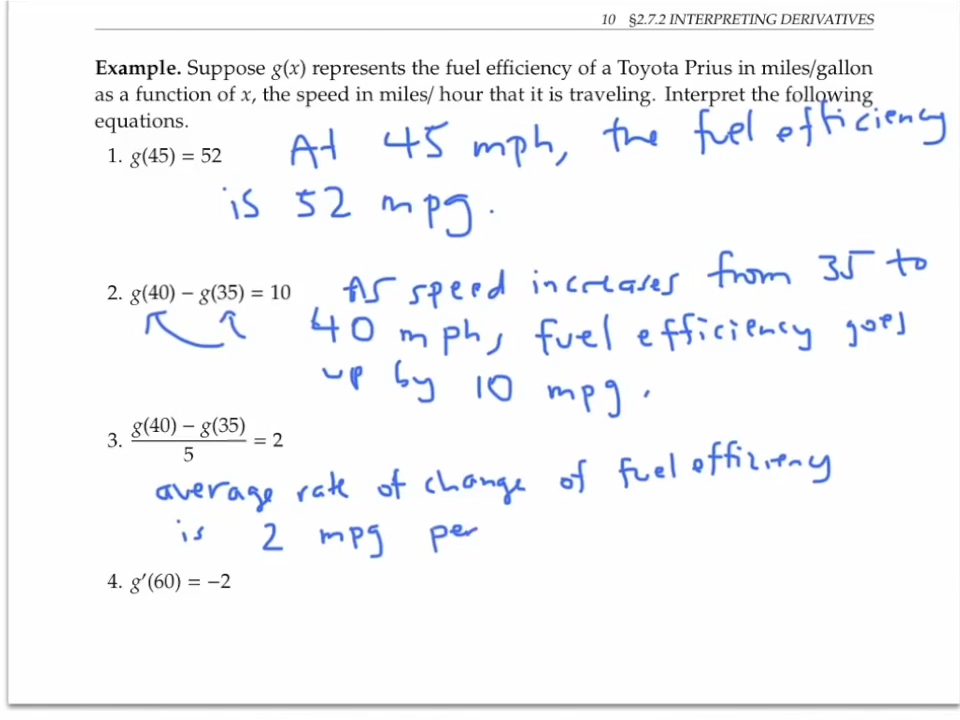 10 §2.7.2 INTERPRETING DERIVATIVES
Example. Suppose g(x) represents the fuel efficiency of a Toyota Prius in miles/gallon
as a function of x, the speed in miles/ hour that it is traveling. Interpret the following
equations.
1. g(45) = 52 At 45 mph, the fuel efficiency
is 52 mpg.
2. g(40) − g(35) = 10 As speed increases from 35 to
40 mph, fuel efficiency goes
up by 10 mpg.
3. g(40) − g(35) / 5 = 2
average rate of change of fuel efficiency
is 2 mpg per
4. g′(60) = −2